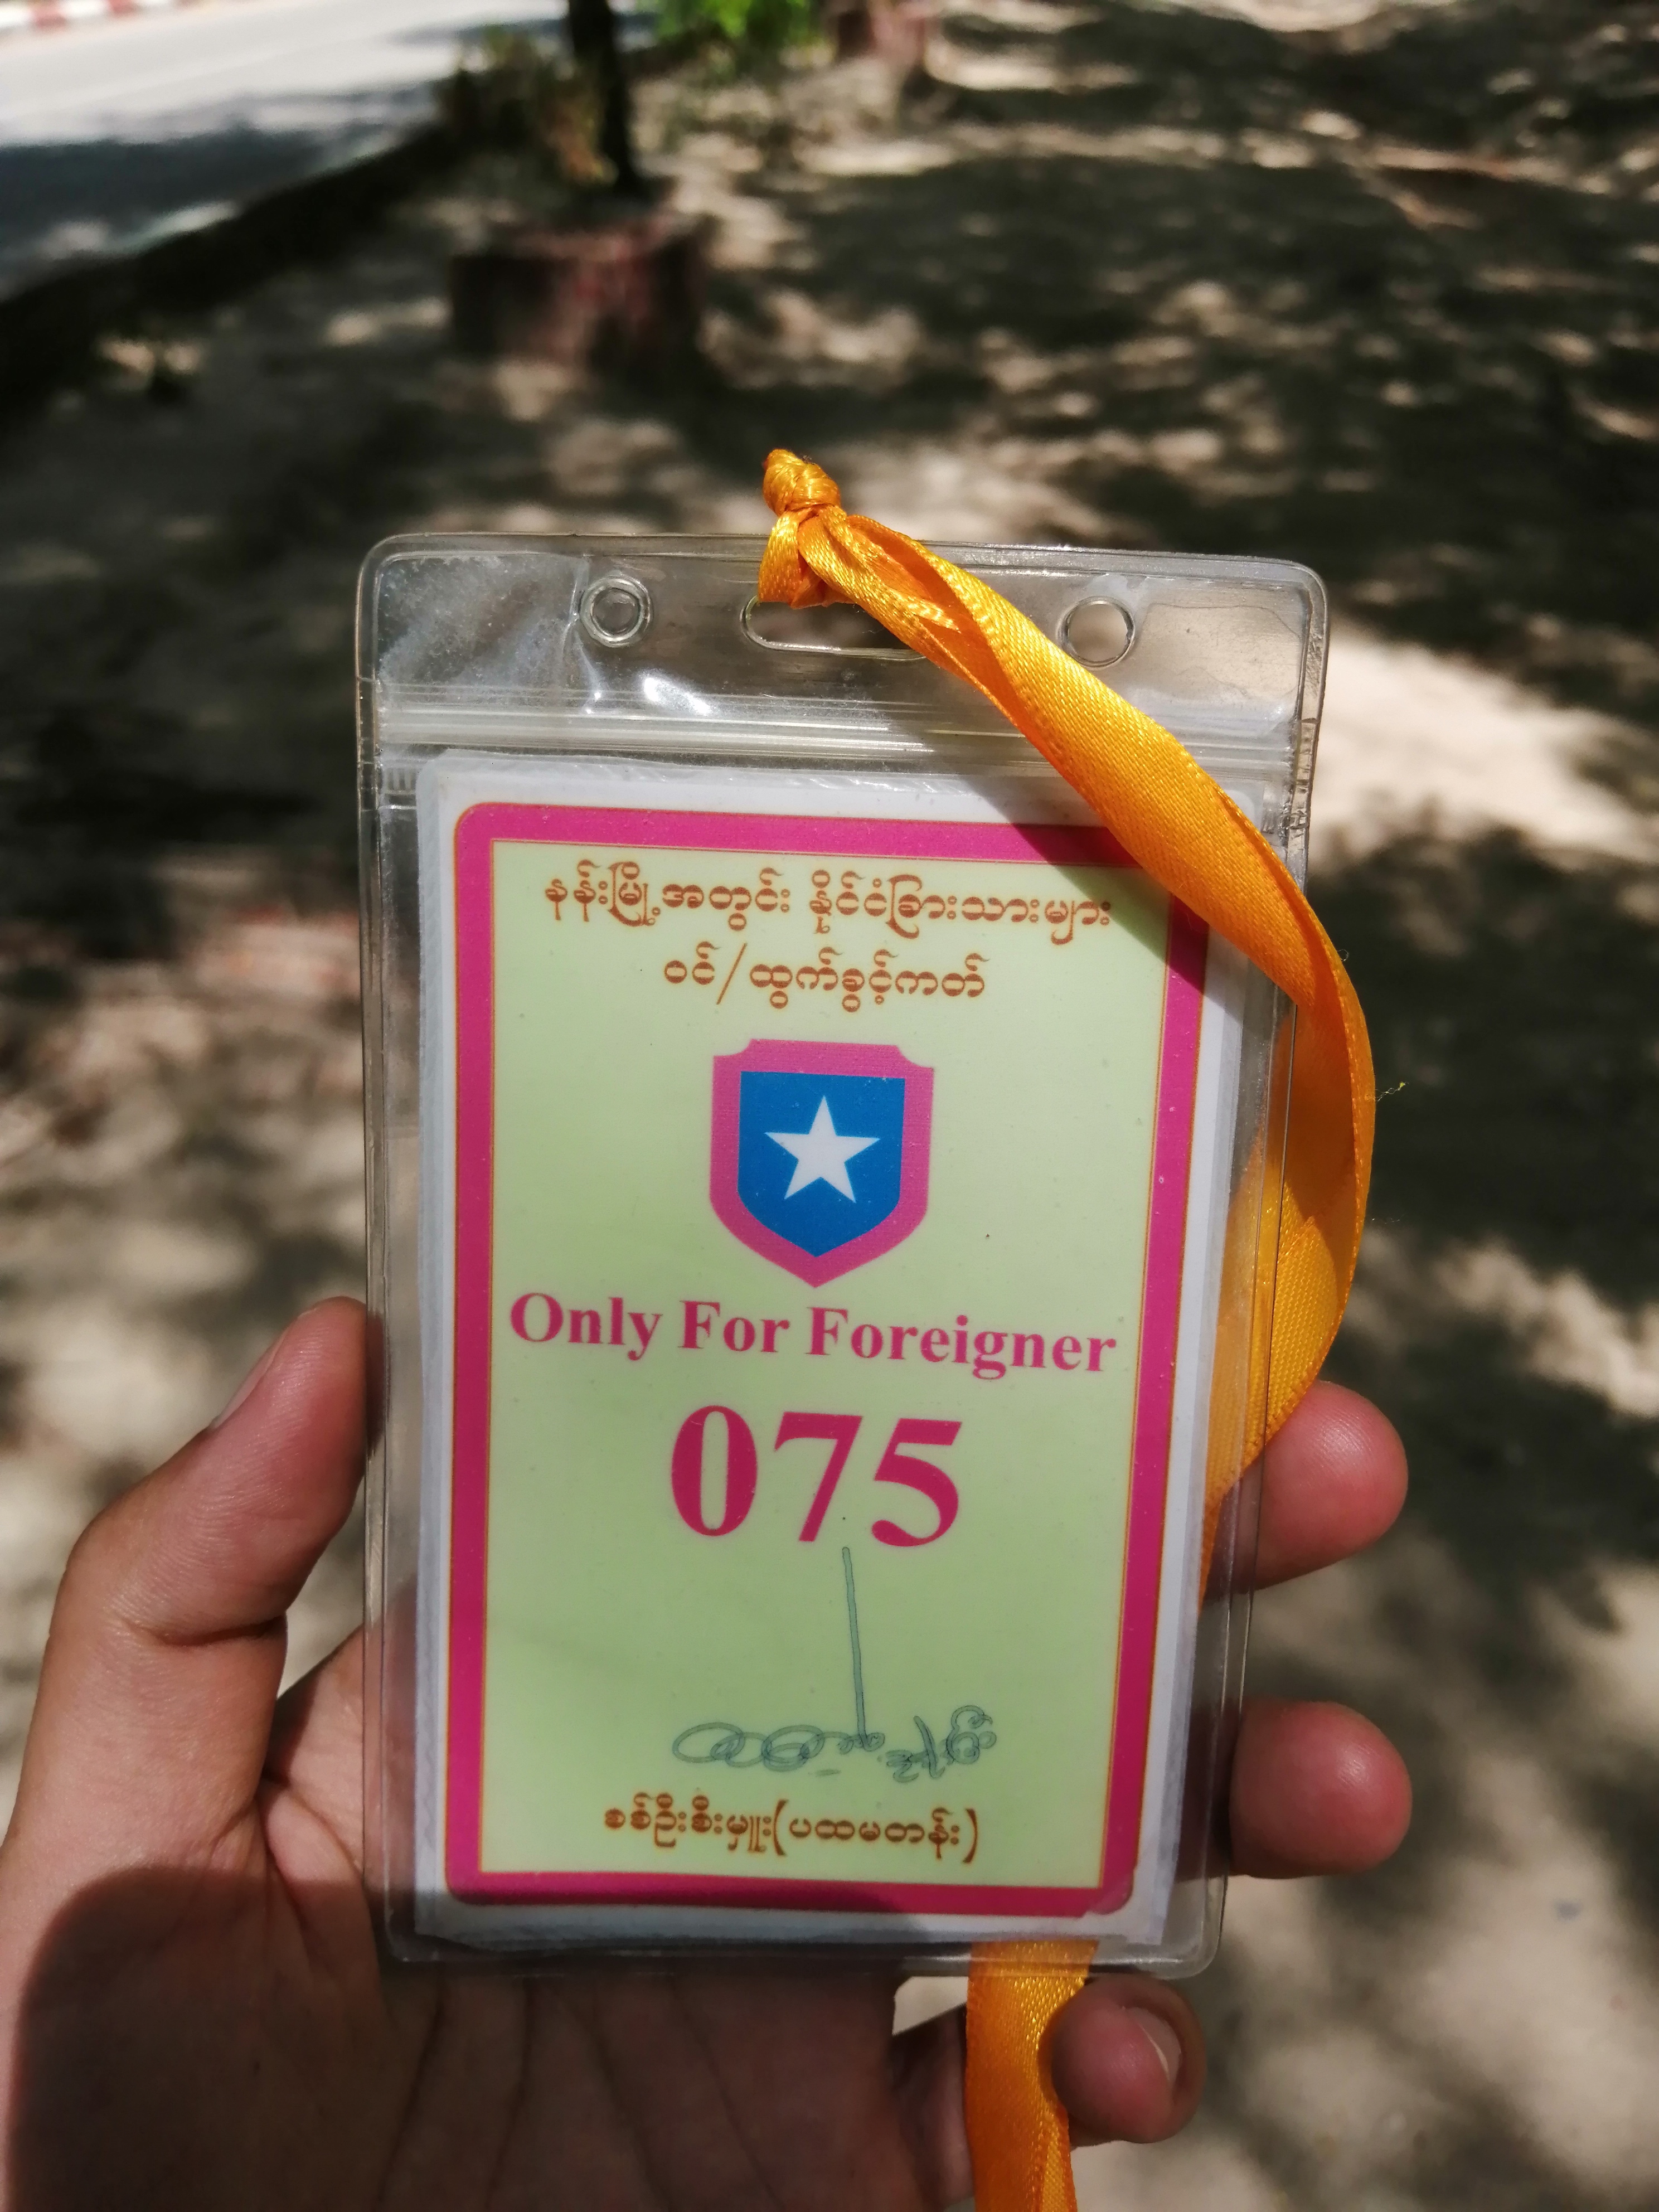 နန်းမြို့အတွင်း နိုင်ငံခြားသားများ
ဝင်/ထွက်ခွင့်ကတ်
Only For Foreigner
075
စစ်ဦးစီးမှူး(ပထမတန်း)